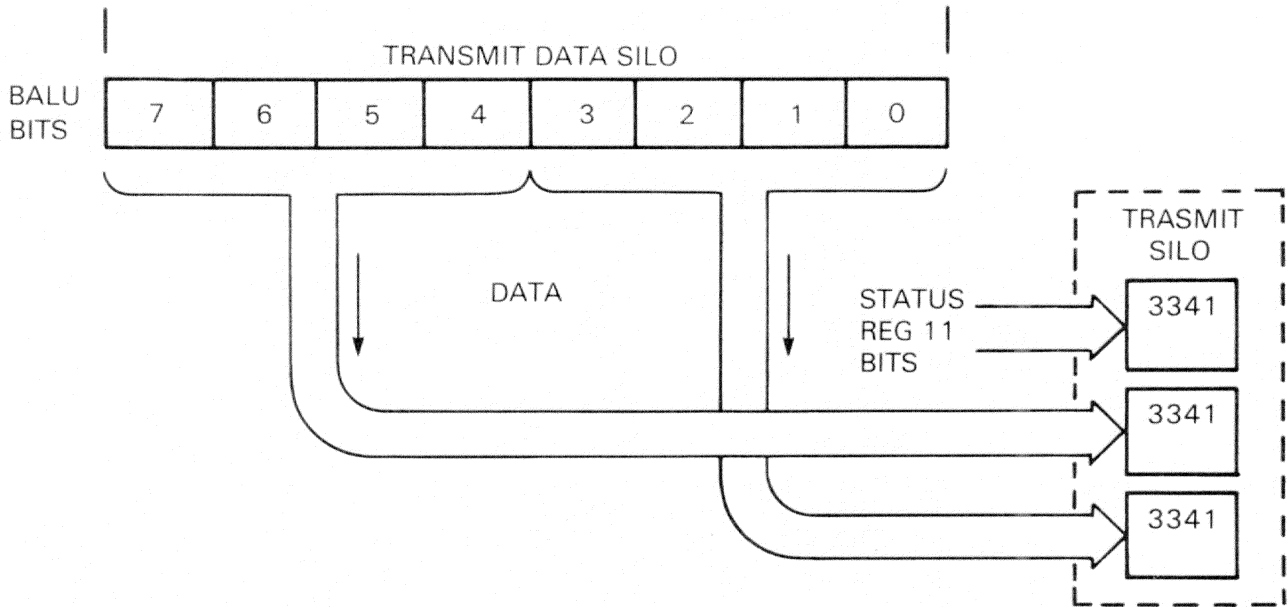 TRANSMIT DATA SILO
BALU
BITS
7 6 5 4 3 2 1 0
TRASMIT
SILO
DATA
STATUS
REG 11
BITS
3341
3341
3341